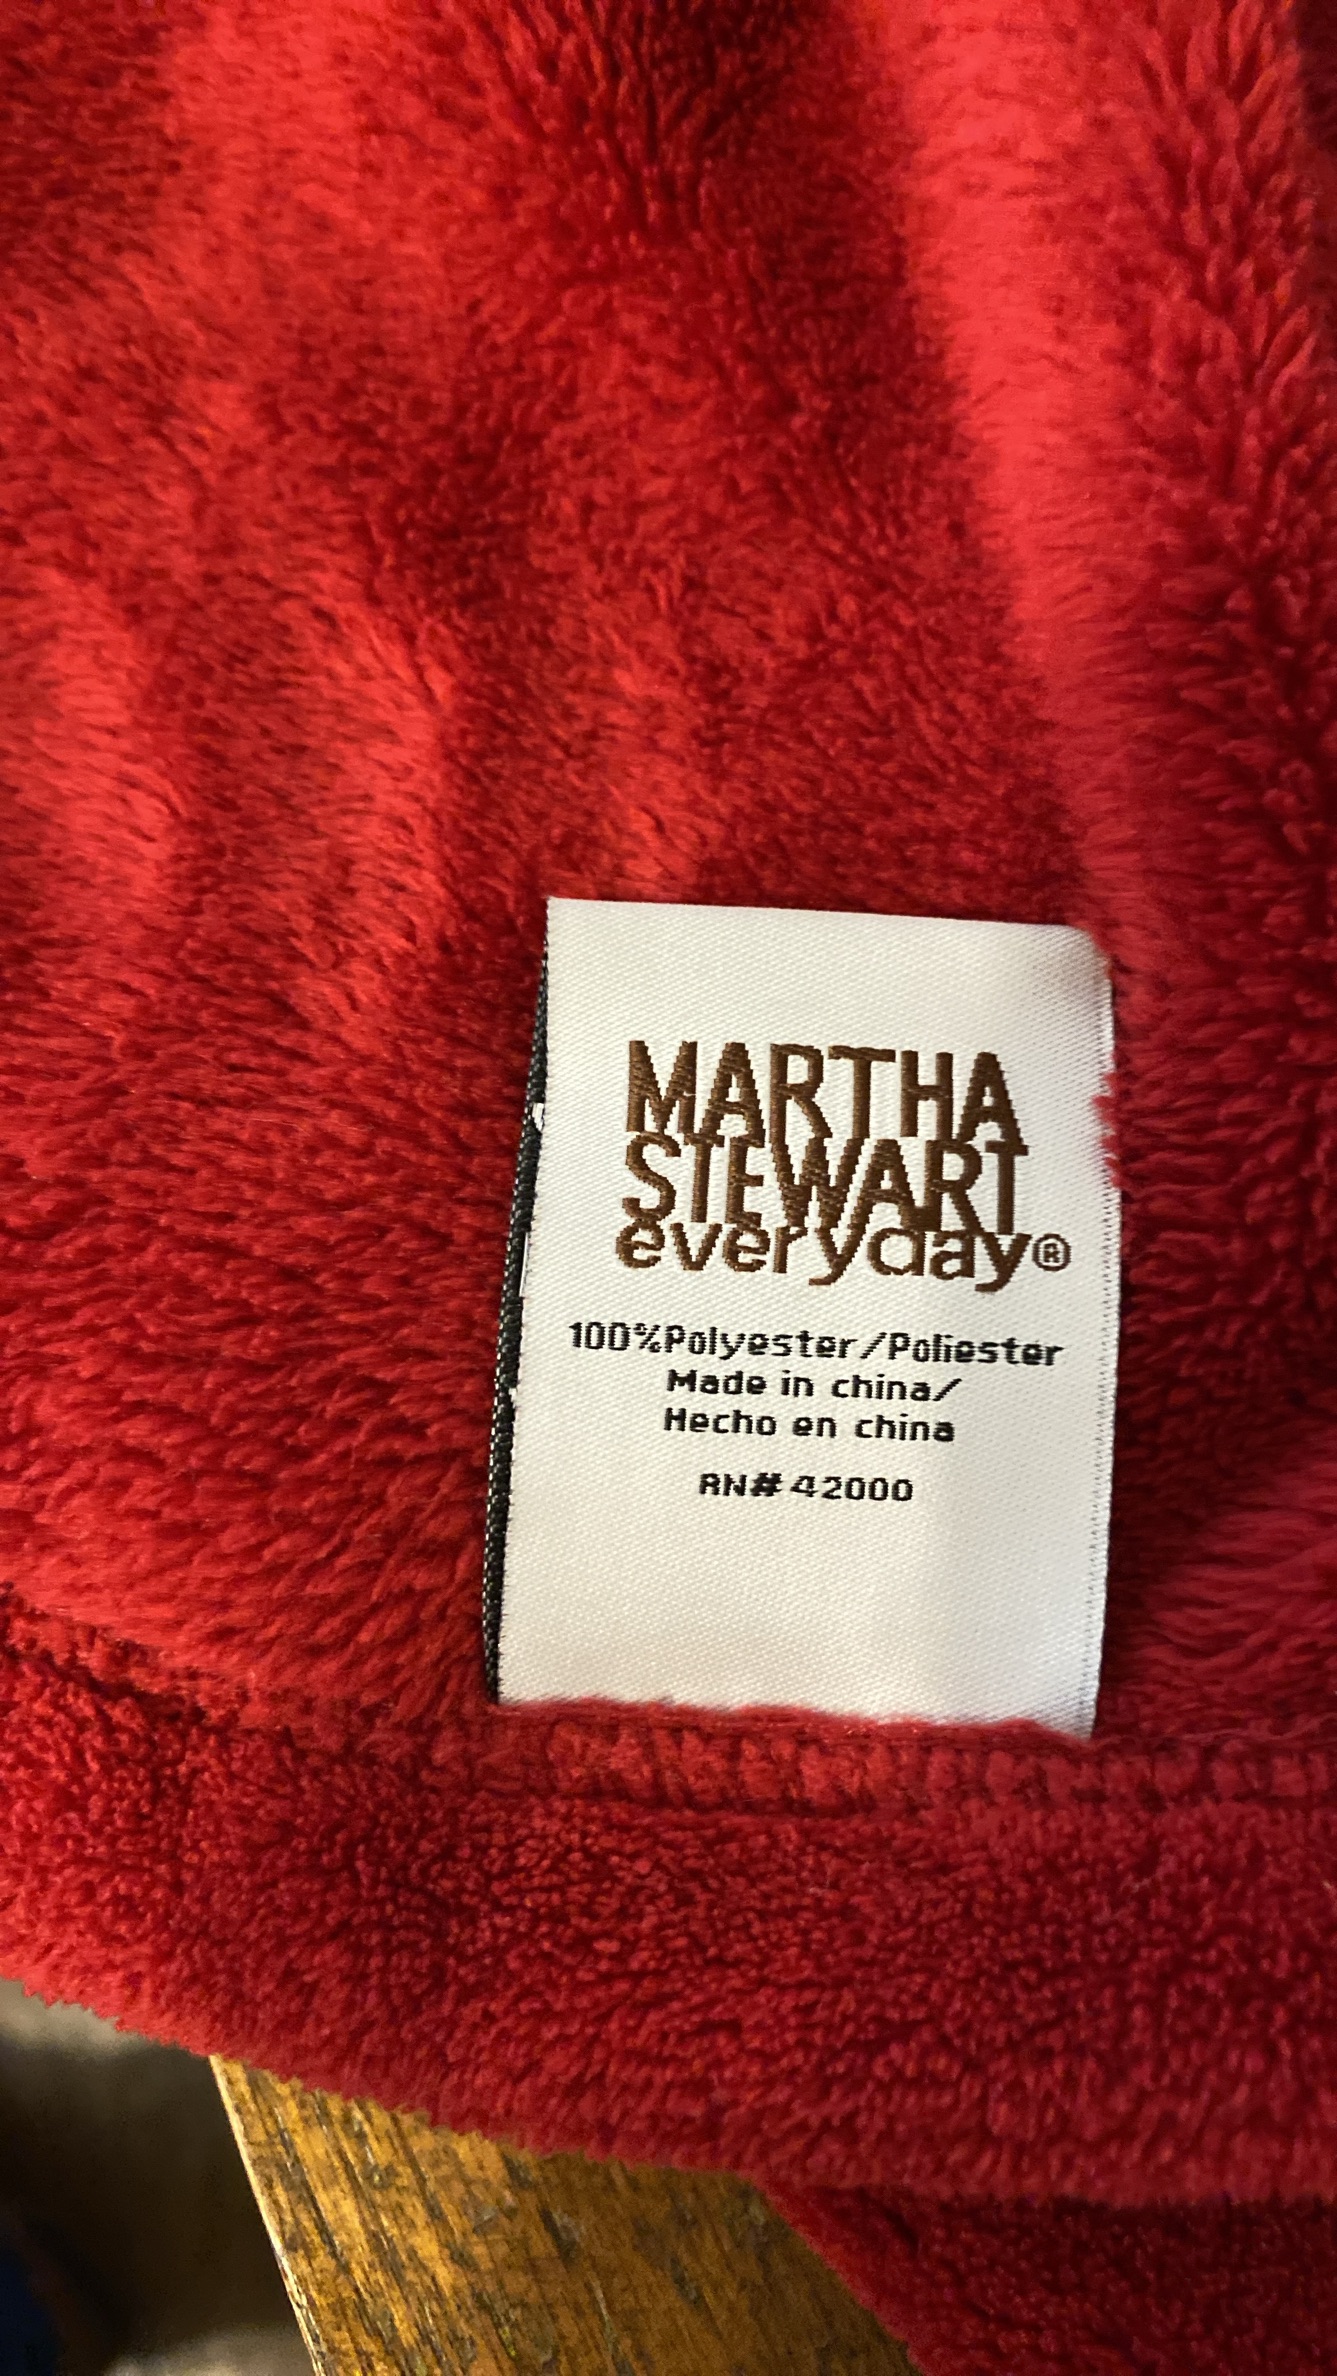 MARTHA
STEWART
everyday®
100%Polyester/Poliester
Made in china/
Hecho en china
RN# 42000